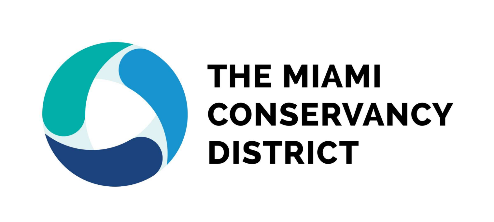 THE MIAMI
CONSERVANCY
DISTRICT